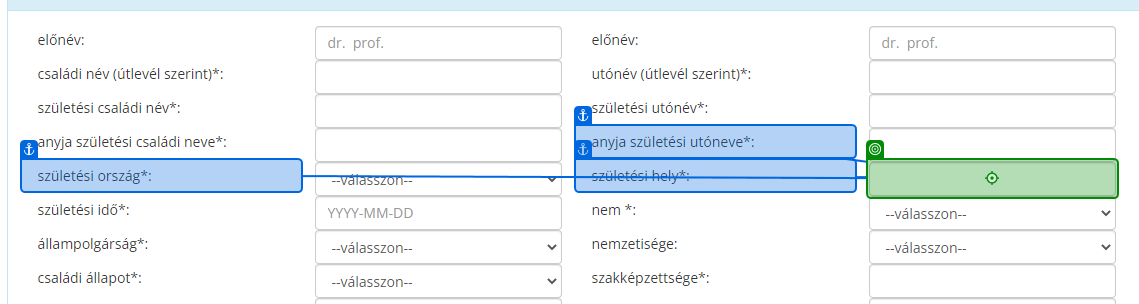 előnév: dr. prof. előnév: dr. prof.
családi név (útlevél szerint)*: utónév (útlevél szerint)*:
születési családi név*: születési utónév*:
anyja születési családi neve*: anyja születési utóneve*:
születési ország*: --válasszon-- születési hely*:
születési idő*: YYYY-MM-DD nem *: --válasszon--
állampolgárság*: --válasszon-- nemzetisége: --válasszon--
családi állapot*: --válasszon-- szakképzettsége*: